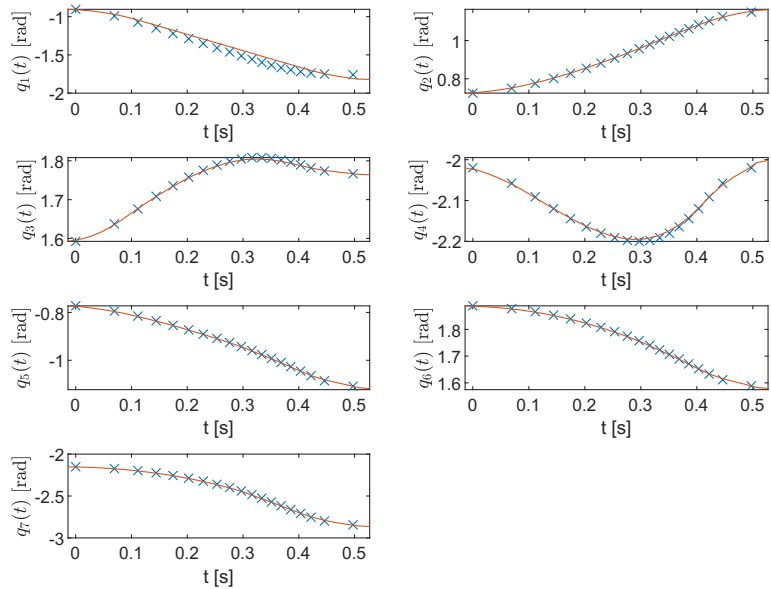 q₁(t) [rad]
-1
-1.5
-2
0 0.1 0.2 0.3 0.4 0.5
t [s]
q₂(t) [rad]
1
0.8
0 0.1 0.2 0.3 0.4 0.5
t [s]
q₃(t) [rad]
1.8
1.7
1.6
0 0.1 0.2 0.3 0.4 0.5
t [s]
q₄(t) [rad]
-2
-2.1
-2.2
0 0.1 0.2 0.3 0.4 0.5
t [s]
q₅(t) [rad]
-0.8
-1
0 0.1 0.2 0.3 0.4 0.5
t [s]
q₆(t) [rad]
1.8
1.7
1.6
0 0.1 0.2 0.3 0.4 0.5
t [s]
q₇(t) [rad]
-2
-2.5
-3
0 0.1 0.2 0.3 0.4 0.5
t [s]